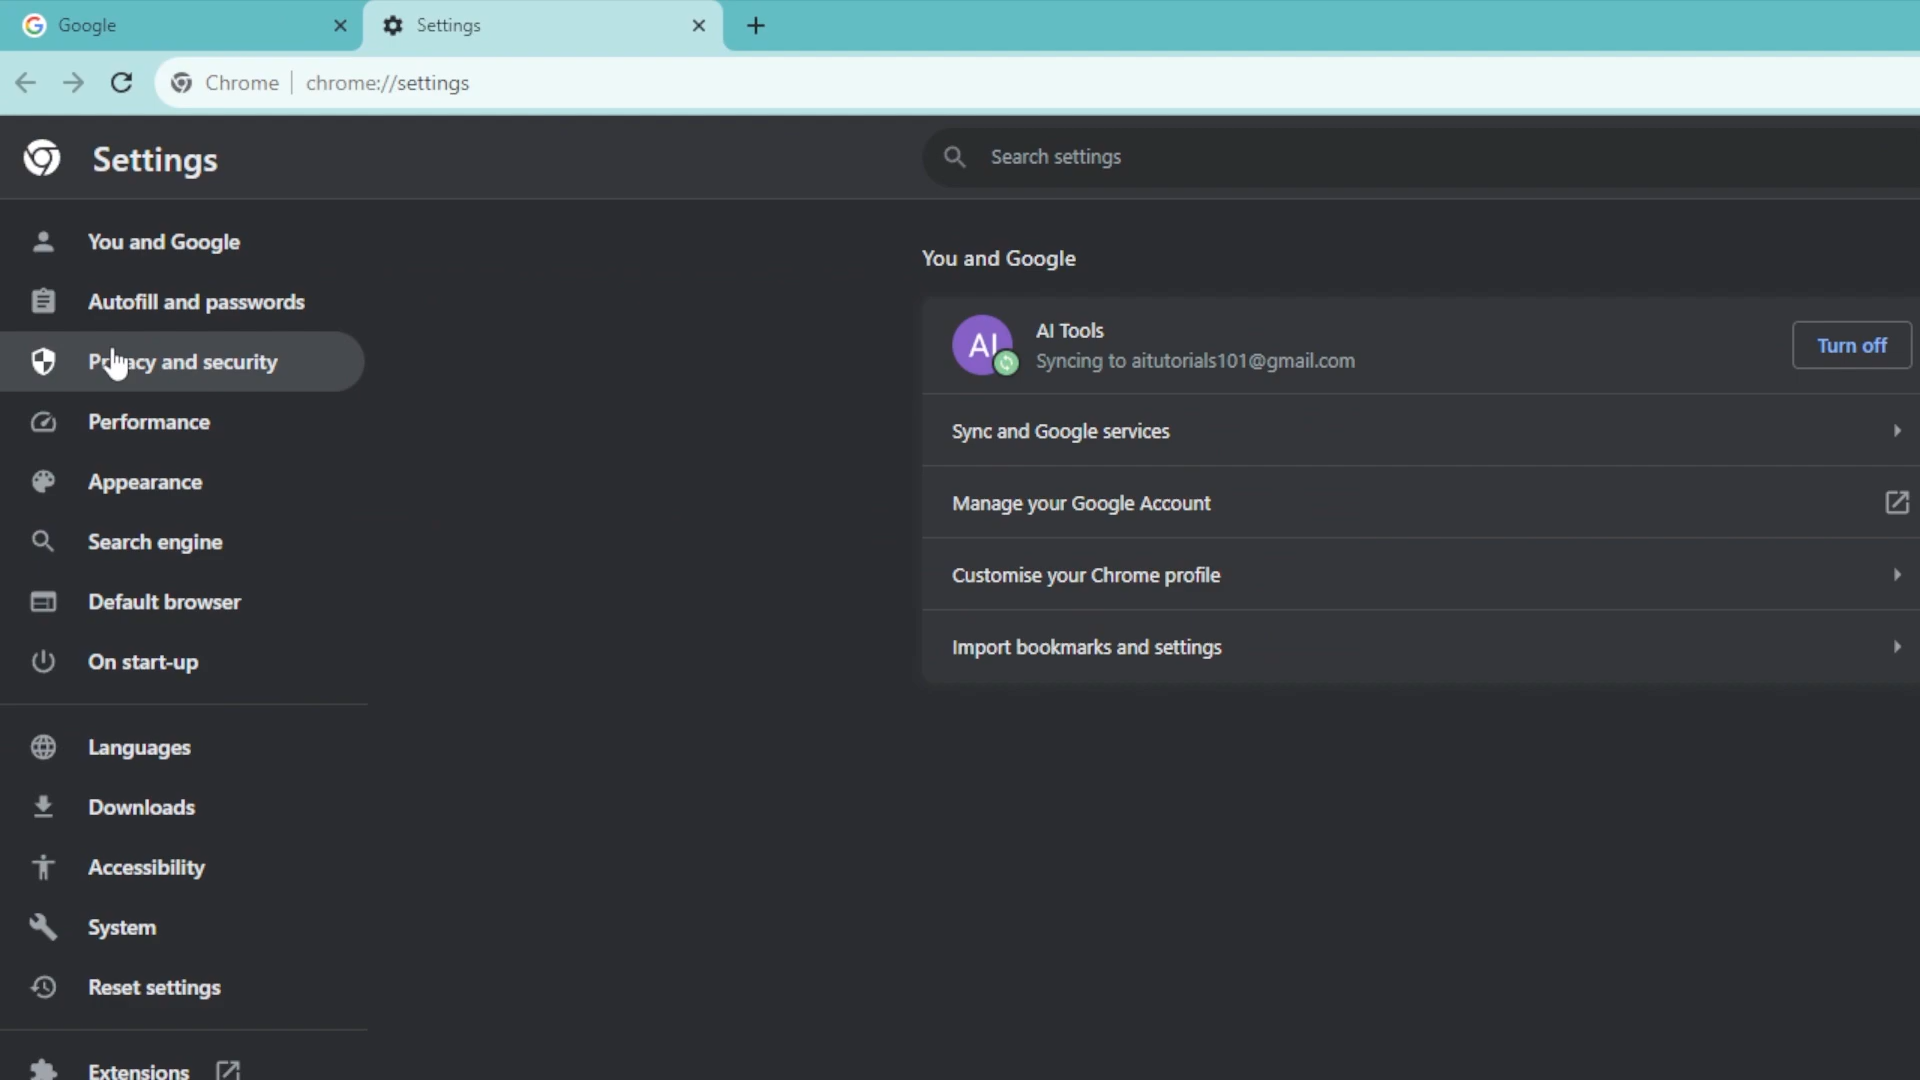 Google
Settings
Chrome
chrome://settings
Settings
Search settings
You and Google
Autofill and passwords
Privacy and security
Performance
Appearance
Search engine
Default browser
On start-up
Languages
Downloads
Accessibility
System
Reset settings
Extensions
You and Google
AI
AI Tools
Syncing to aitutorials101@gmail.com
Turn off
Sync and Google services
Manage your Google Account
Customise your Chrome profile
Import bookmarks and settings